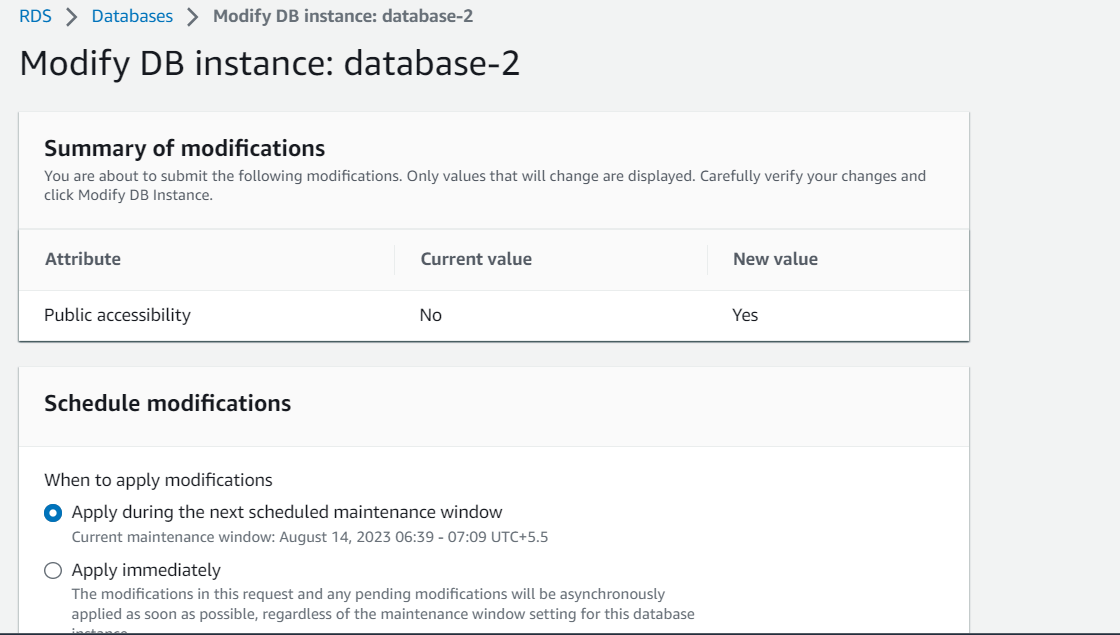 RDS > Databases > Modify DB instance: database-2
Modify DB instance: database-2
Summary of modifications
You are about to submit the following modifications. Only values that will change are displayed. Carefully verify your changes and
click Modify DB Instance.
Attribute Current value New value
Public accessibility No Yes
Schedule modifications
When to apply modifications
Apply during the next scheduled maintenance window
Current maintenance window: August 14, 2023 06:39 - 07:09 UTC+5.5
Apply immediately
The modifications in this request and any pending modifications will be asynchronously
applied as soon as possible, regardless of the maintenance window setting for this database
instance.